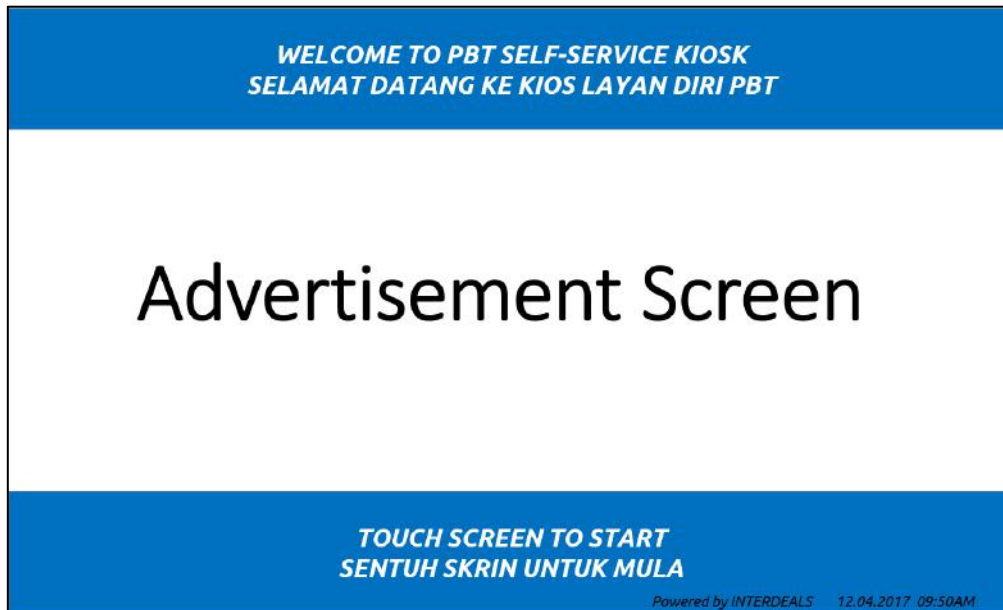 WELCOME TO PBT SELF-SERVICE KIOSK
SELAMAT DATANG KE KIOS LAYAN DIRI PBT
Advertisement Screen
TOUCH SCREEN TO START
SENTUH SKRIN UNTUK MULA
Powered by INTERDEALS 12.04.2017 09:50AM